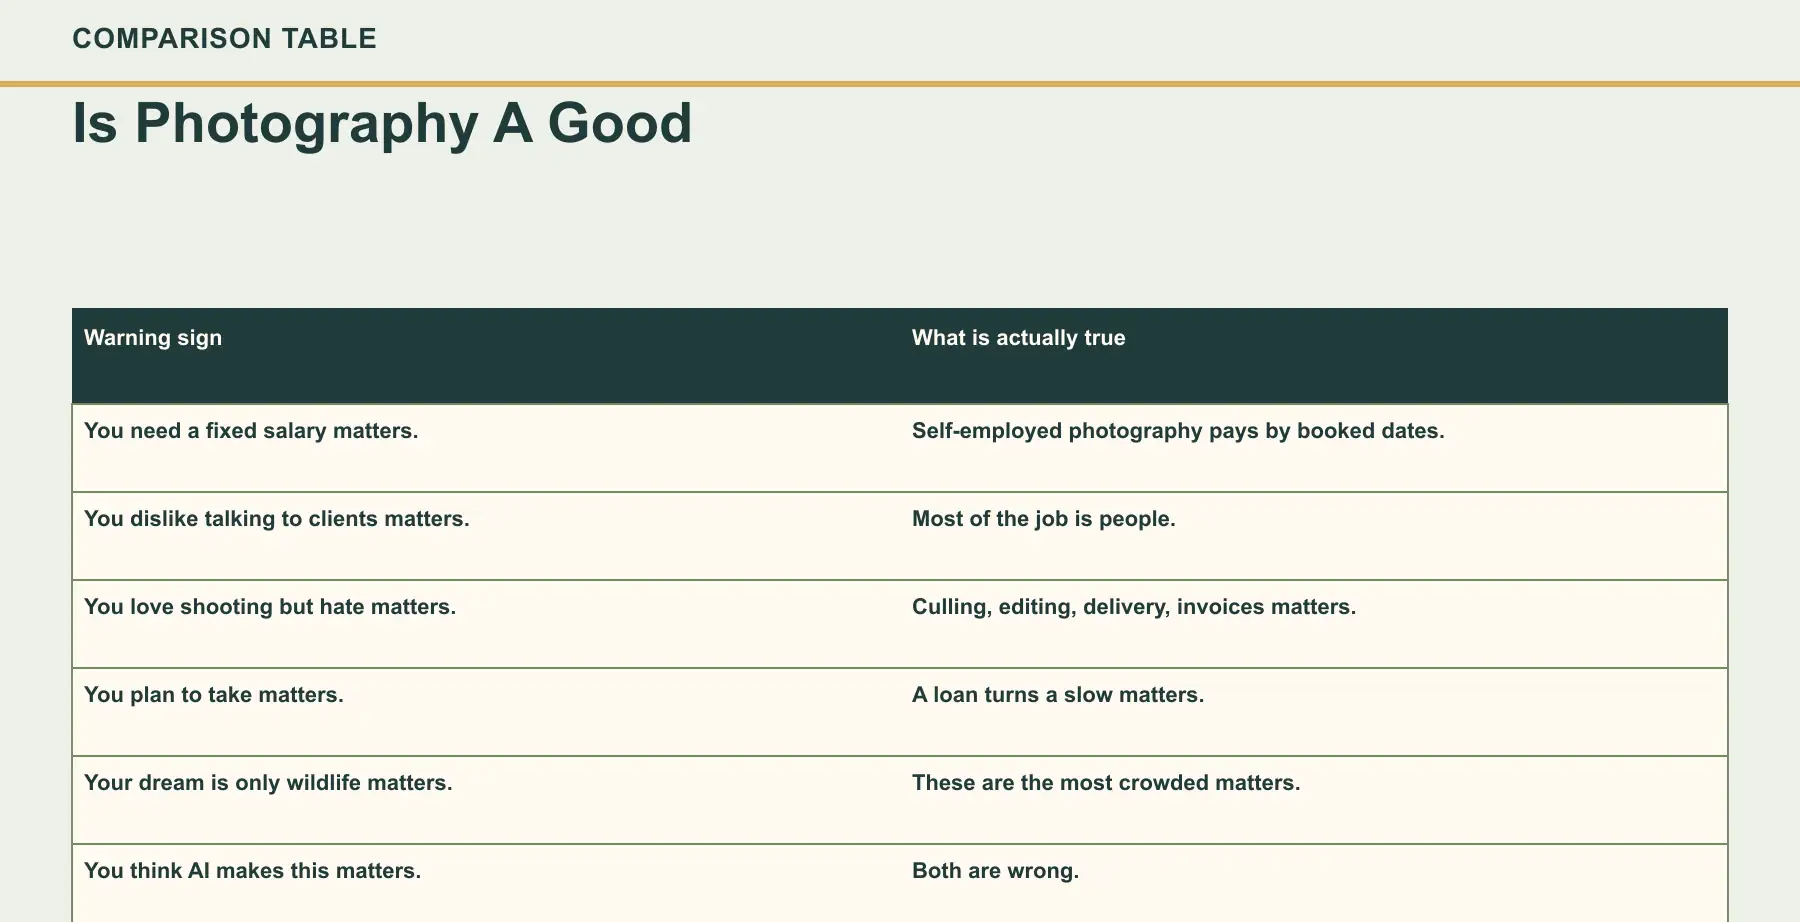 COMPARISON TABLE
Is Photography A Good
Warning sign What is actually true
You need a fixed salary matters. Self-employed photography pays by booked dates.
You dislike talking to clients matters. Most of the job is people.
You love shooting but hate matters. Culling, editing, delivery, invoices matters.
You plan to take matters. A loan turns a slow matters.
Your dream is only wildlife matters. These are the most crowded matters.
You think AI makes this matters. Both are wrong.